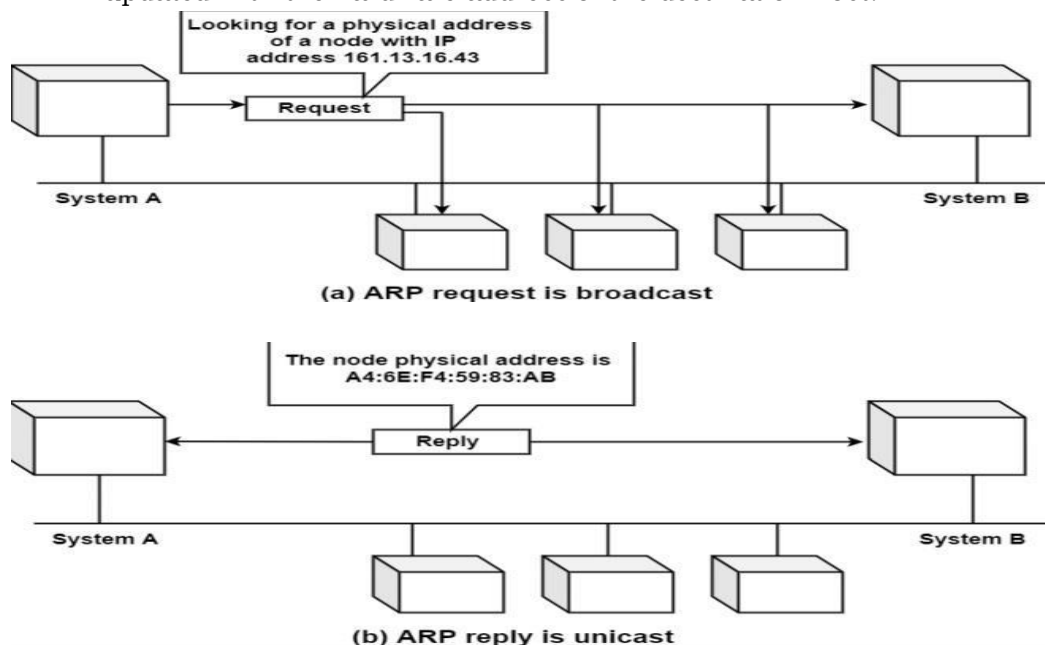 Looking for a physical address
of a node with IP
address 161.13.16.43
Request
System A
System B
(a) ARP request is broadcast
The node physical address is
A4:6E:F4:59:83:AB
Reply
System A
System B
(b) ARP reply is unicast